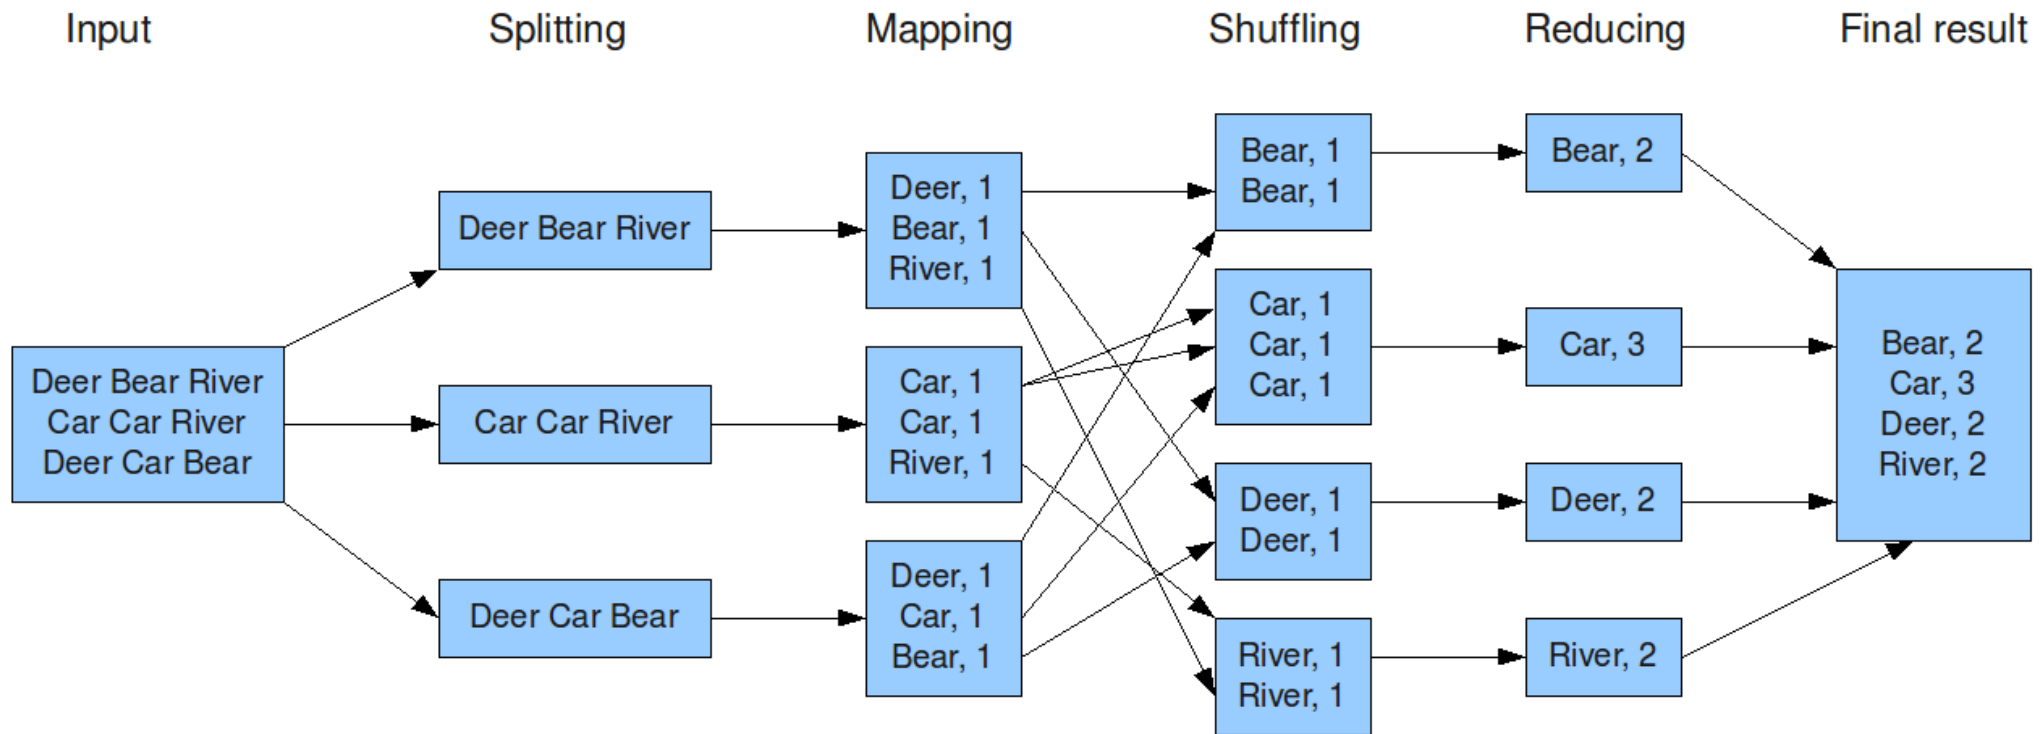 Input
Splitting
Mapping
Shuffling
Reducing
Final result
Deer Bear River
Car Car River
Deer Car Bear
Deer Bear River
Car Car River
Deer Car Bear
Deer, 1
Bear, 1
River, 1
Car, 1
Car, 1
River, 1
Deer, 1
Car, 1
Bear, 1
Bear, 1
Bear, 1
Car, 1
Car, 1
Car, 1
Deer, 1
Deer, 1
River, 1
River, 1
Bear, 2
Car, 3
Deer, 2
River, 2
Bear, 2
Car, 3
Deer, 2
River, 2